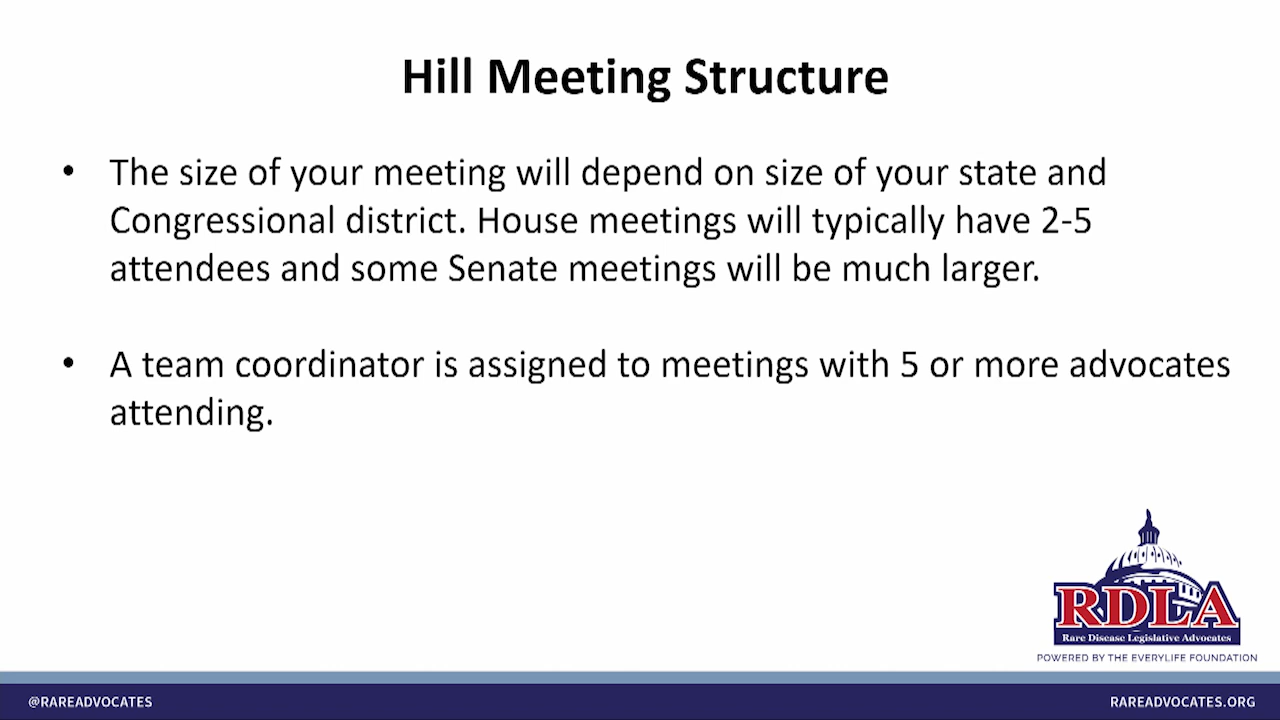 Hill Meeting Structure
• The size of your meeting will depend on size of your state and
Congressional district. House meetings will typically have 2-5
attendees and some Senate meetings will be much larger.
• A team coordinator is assigned to meetings with 5 or more advocates
attending.
RDLA
Rare Disease Legislative Advocates
POWERED BY THE EVERYLIFE FOUNDATION
@RAREADVOCATES
RAREADVOCATES.ORG